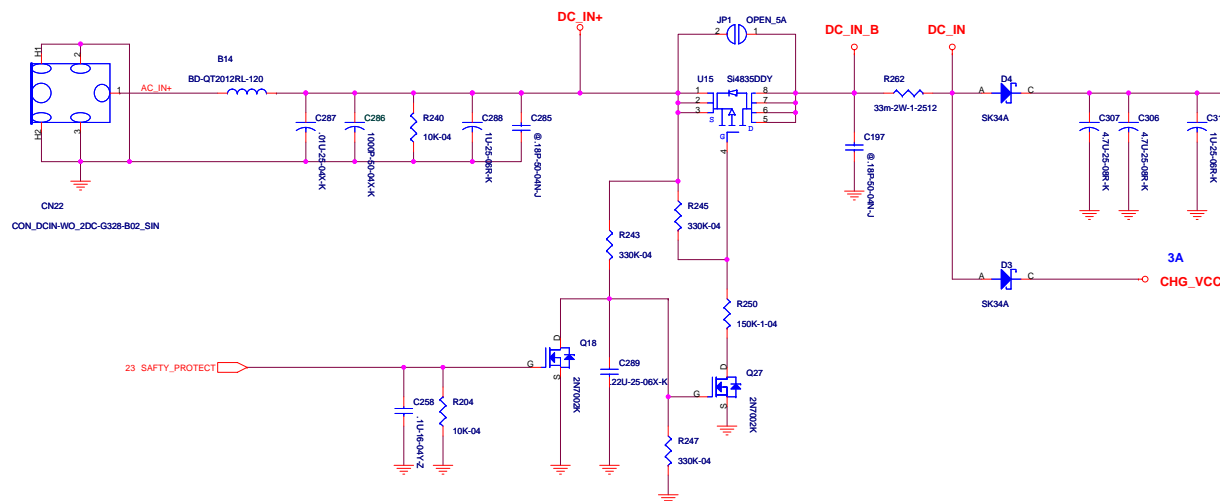 DC_IN+
JP1 OPEN_5A
2 1
DC_IN_B
DC_IN
H1
2
B14
BD-QT2012RL-120
1
AC_IN+
H2
3
CN22
CON_DCIN-WO_2DC-G328-B02_SIN
C287
.01U-25-04X-K
C286
1000P-50-04X-K
R240
10K-04
C288
1U-25-06R-K
C285
@.18P-50-04N-J
U15 Si4835DDY
1 8
2 7
3 6
5
S D
G
4
R262
33m-2W-1-2512
C197
@.18P-50-04N-J
D4
A C
SK34A
C307
4.7U-25-08R-K
C306
4.7U-25-08R-K
C31
1U-25-06R-K
R245
330K-04
R243
330K-04
D3
A C
SK34A
3A
CHG_VCC
R250
150K-1-04
23 SAFTY_PROTECT
D
G
S
Q18
2N7002K
C289
.22U-25-06X-K
D
G
S
Q27
2N7002K
C258
.1U-16-04Y-Z
R204
10K-04
R247
330K-04